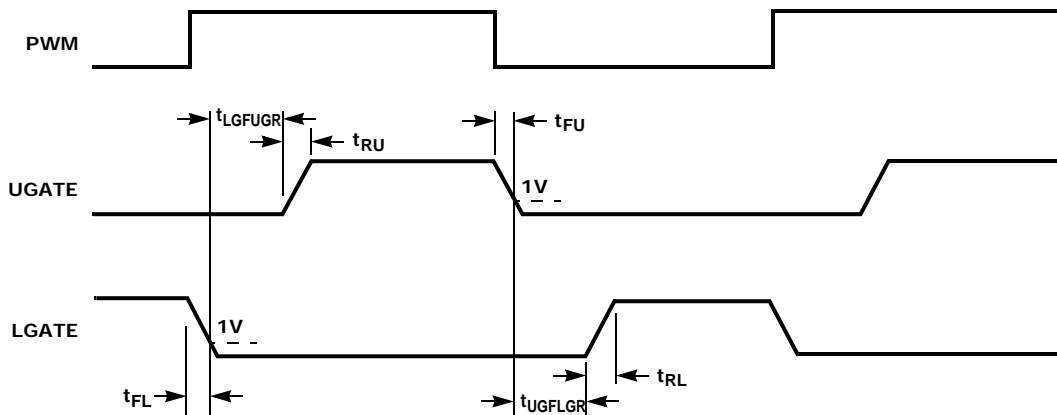 PWM
tLGFUGR
tRU
tFU
1V
UGATE
1V
LGATE
tFL
tRL
tUGFLGR